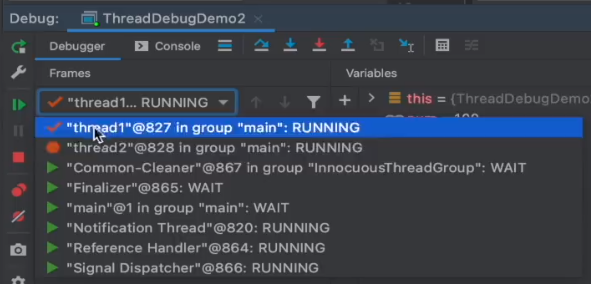 Debug: ThreadDebugDemo2 ×
Debugger Console
Frames Variables
"thread1... RUNNING this = {ThreadDebugDemo
"thread1"@827 in group "main": RUNNING
"thread2"@828 in group "main": RUNNING
"Common-Cleaner"@867 in group "InnocuousThreadGroup": WAIT
"Finalizer"@865: WAIT
"main"@1 in group "main": WAIT
"Notification Thread"@820: RUNNING
"Reference Handler"@864: RUNNING
"Signal Dispatcher"@866: RUNNING